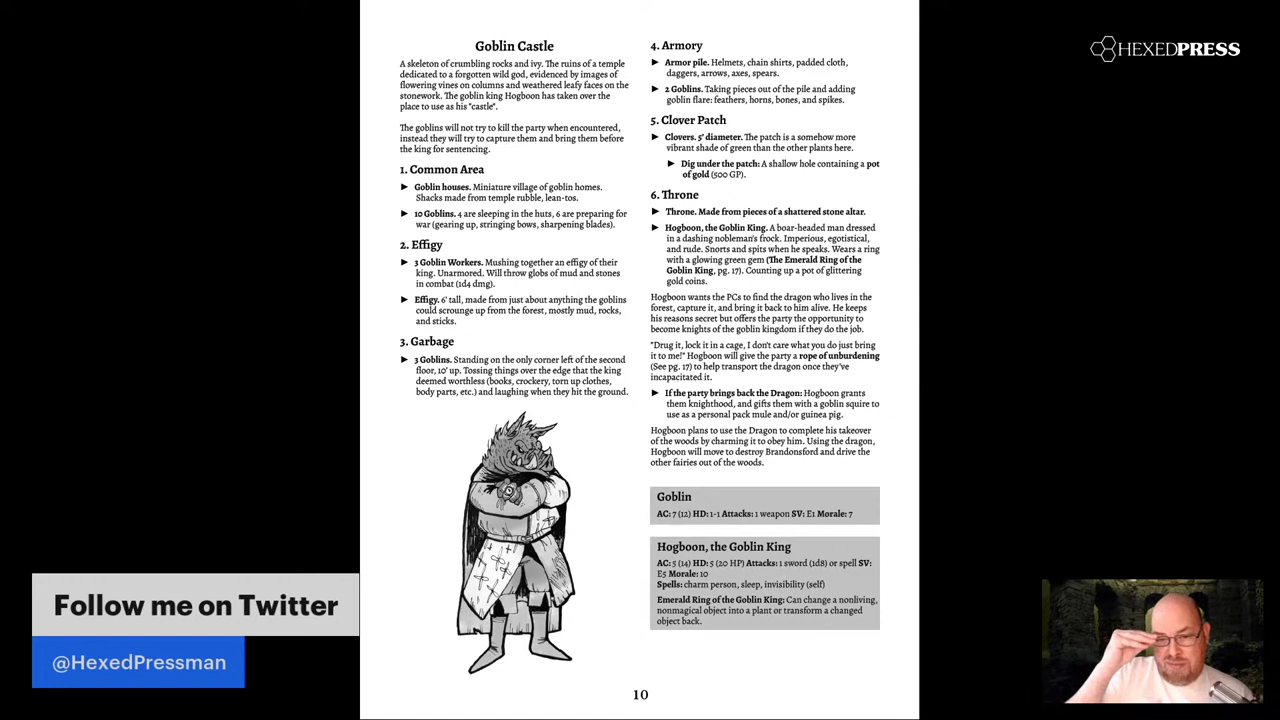 Goblin Castle
A skeleton of crumbling rocks and ivy. The ruins of a temple
dedicated to a forgotten wild god, evidenced by images of
flowering vines on columns and weathered leafy faces on the
stonework. The goblin king Hogboon has taken over the
place to use as his "castle".
The goblins will not try to kill the party when encountered,
instead they will try to capture them and bring them before
the king for sentencing.
1. Common Area
► Goblin houses. Miniature village of goblin homes.
Shacks made from temple rubble, lean-tos.
► 10 Goblins. 4 are sleeping in the huts, 6 are preparing for
war (gearing up, stringing bows, sharpening blades).
2. Effigy
► 3 Goblin Workers. Mushing together an effigy of their
king. Unarmored. Will throw globs of mud and stones
in combat (1d4 dmg).
► Effigy. 6' tall, made from just about anything the goblins
could scrounge up from the forest, mostly mud, rocks,
and sticks.
3. Garbage
► 3 Goblins. Standing on the only corner left of the second
floor, 10' up. Tossing things over the edge that the king
deemed worthless (books, crockery, torn up clothes,
body parts, etc.) and laughing when they hit the ground.
4. Armory
► Armor pile. Helmets, chain shirts, padded cloth,
daggers, arrows, axes, spears.
► 2 Goblins. Taking pieces out of the pile and adding
goblin flare: feathers, horns, bones, and spikes.
5. Clover Patch
► Clovers. 5' diameter. The patch is a somehow more
vibrant shade of green than the other plants here.
► Dig under the patch: A shallow hole containing a pot
of gold (500 GP).
6. Throne
► Throne. Made from pieces of a shattered stone altar.
► Hogboon, the Goblin King. A boar-headed man dressed
in a dashing nobleman's frock. Imperious, egotistical,
and rude. Snorts and spits when he speaks. Wears a ring
with a glowing green gem (The Emerald Ring of the
Goblin King, pg. 17). Counting up a pot of glittering
gold coins.
Hogboon wants the PCs to find the dragon who lives in the
forest, capture it, and bring it back to him alive. He keeps
his reasons secret but offers the party the opportunity to
become knights of the goblin kingdom if they do the job.
"Drug it, lock it in a cage, I don't care what you do just bring
it to me!" Hogboon will give the party a rope of unburdening
(See pg. 17) to help transport the dragon once they've
incapacitated it.
► If the party brings back the Dragon: Hogboon grants
them knighthood, and gifts them with a goblin squire to
use as a personal pack mule and/or guinea pig.
Hogboon plans to use the Dragon to complete his takeover
of the woods by charming it to obey him. Using the dragon,
Hogboon will move to destroy Brandonsford and drive the
other fairies out of the woods.
Goblin
AC: 7 (12) HD: 1-1 Attacks: 1 weapon SV: E1 Morale: 7
Hogboon, the Goblin King
AC: 5 (14) HD: 5 (20 HP) Attacks: 1 sword (1d8) or spell SV:
E5 Morale: 10
Spells: charm person, sleep, invisibility (self)
Emerald Ring of the Goblin King: Can change a nonliving,
nonmagical object into a plant or transform a changed
object back.
10
HEXEDPRESS
Follow me on Twitter
@HexedPressman